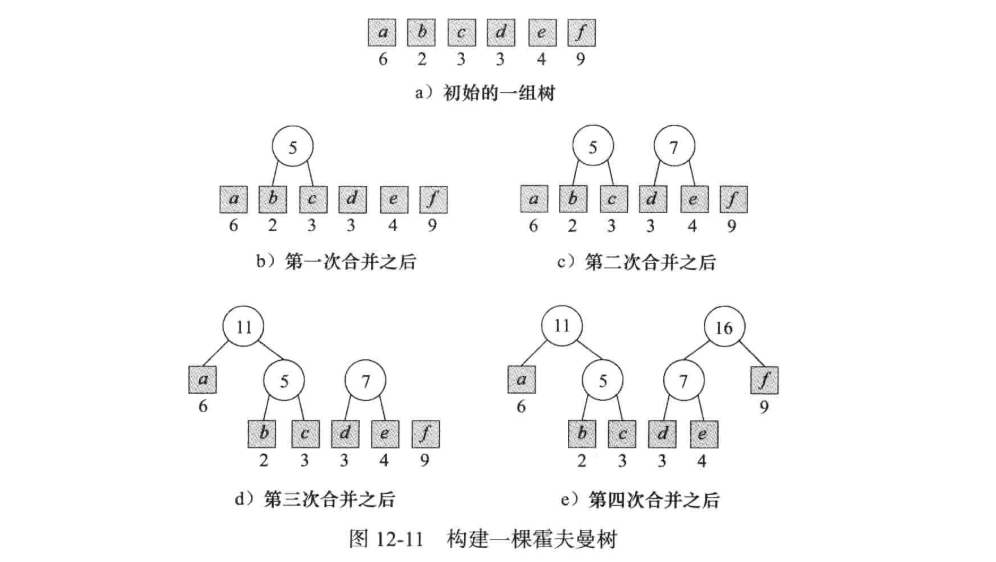 a b c d e f
6 2 3 3 4 9
a）初始的一组树
5
a b c d e f
6 2 3 3 4 9
b）第一次合并之后
5 7
a b c d e f
6 2 3 3 4 9
c）第二次合并之后
11
a 5 7
6
b c d e f
2 3 3 4 9
d）第三次合并之后
11 16
a 5 7 f
6 9
b c d e
2 3 3 4
e）第四次合并之后
图 12-11 构建一棵霍夫曼树